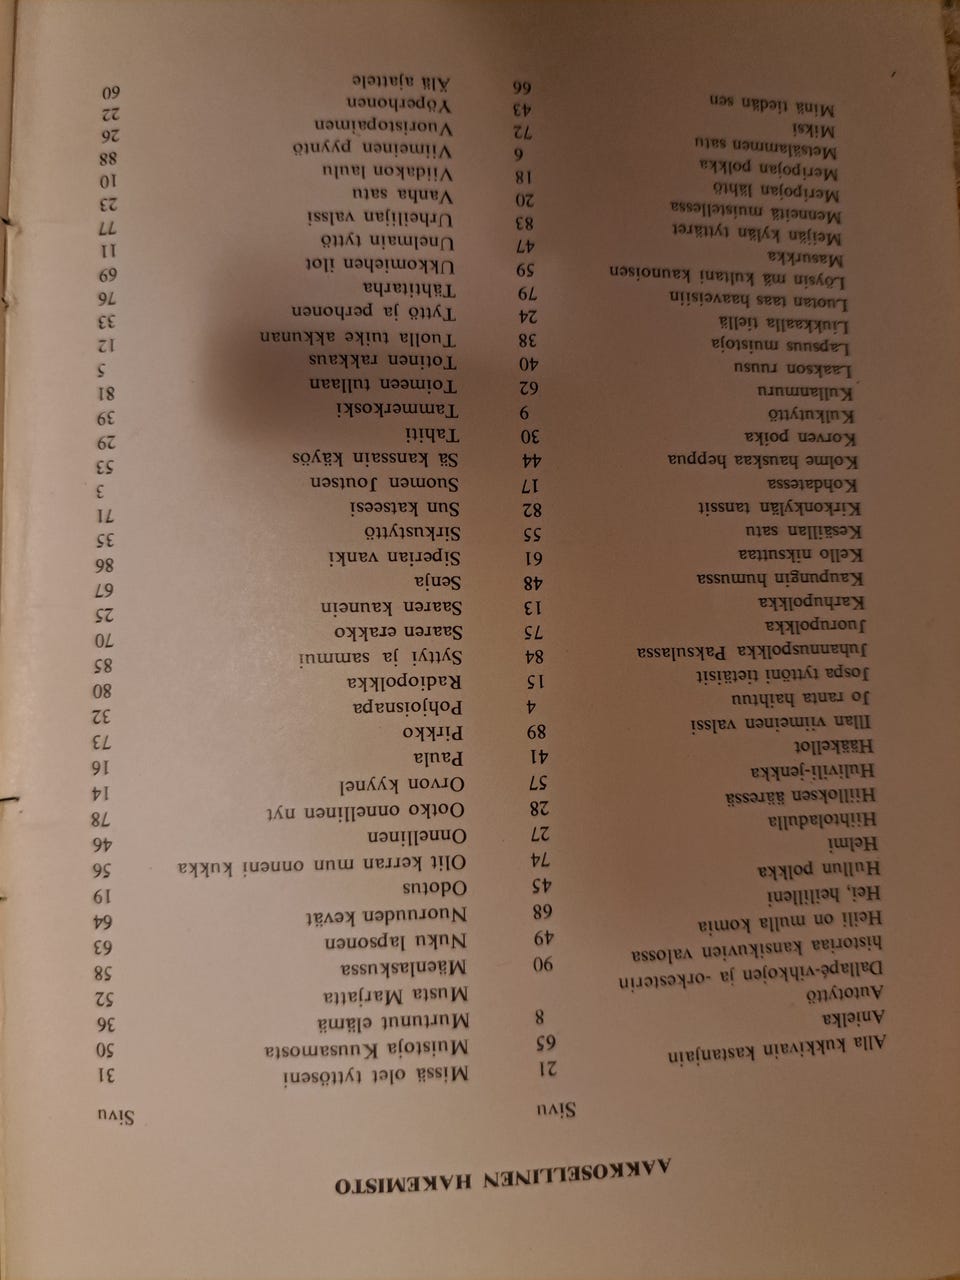 AAKKOSELLINEN HAKEMISTO
Sivu
Alla kukkivain kastanjain 21
Anielka 65
Autotyttö 8
Dallapé-vihkojen ja -orkesterin
historiaa kansikuvien valossa 90
Heili on mulla komia 49
Hei, heilileni 68
Hullun polkka 45
Helmi 74
Hiihtoladulla 27
Hiilloksen ääressä 28
Hulivili-jenkka 57
Hääkellot 41
Illan viimeinen valssi 89
Jo ranta haihtuu 4
Jospa tyttöni tietäisit 15
Juhannuspolkka Paksulassa 84
Juorupolkka 75
Karhupolkka 13
Kaupungin humussa 48
Kello niksuttaa 61
Kesäillan satu 55
Kirkonkylän tanssit 82
Kohdatessa 17
Kolme hauskaa heppua 44
Korven poika 30
Kulkutyttö 9
Kullanmuru 62
Laakson ruusu 40
Lapsuus muistoja 38
Liukkaalla tiellä 24
Luotan taas haaveisiin 79
Löysin mä kultani kaunoisen 59
Masurkka 47
Meijän kylän tyttäret 83
Menneitä muistellessa 20
Meripojan lähtö 18
Meripojan polkka 6
Metsälammen satu 72
Miksi 43
Minä tiedän sen 66
Sivu
Missä olet tyttöseni 31
Muistoja Kuusamosta 50
Murtunut elämä 36
Musta Marjatta 52
Mäenlaskussa 58
Nuku lapsonen 63
Nuoruuden kevät 64
Odotus 19
Olit kerran mun onneni kukka 56
Onnellinen 46
Ootko onnellinen nyt 78
Orvon kyynel 14
Paula 16
Pirkko 73
Pohjoisnapa 32
Radiopolkka 80
Syttyi ja sammui 85
Saaren erakko 70
Saaren kaunein 25
Senja 67
Siperian vanki 86
Sirkustyttö 35
Sun katseesi 71
Suomen Joutsen 3
Sä kanssain käyös 53
Tahiti 29
Tammerkoski 39
Toimeen tullaan 81
Totinen rakkaus 5
Tuolla tuike akkunan 12
Tyttö ja perhonen 33
Tähtitarha 76
Ukkomiehen ilot 69
Unelmain tyttö 11
Urheilijan valssi 77
Vanha satu 23
Viidakon laulu 10
Viimeinen pyyntö 88
Vuoristopaimen 26
Yöperhonen 22
Älä ajattele 60